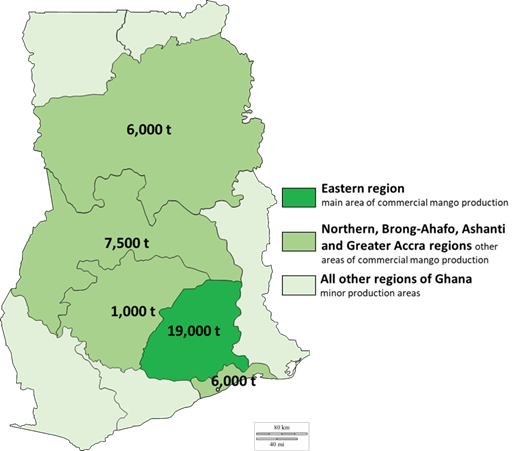 6,000 t
7,500 t
1,000 t
19,000 t
6,000 t
Eastern region
main area of commercial mango production
Northern, Brong-Ahafo, Ashanti
and Greater Accra regions other
areas of commercial mango production
All other regions of Ghana
minor production areas
80 km
40 mi